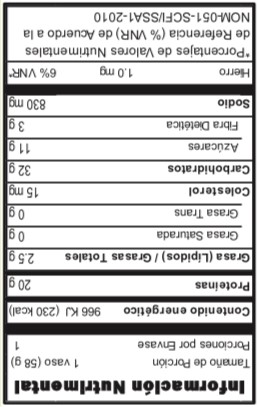 Información Nutrimental
Tamaño de Porción 1 vaso (58 g)
Porciones por Envase 1
Contenido energético 966 KJ (230 kcal)
Proteínas 20 g
Grasa (Lípidos) / Grasas Totales 2.5 g
Grasa Saturada 0 g
Grasa Trans 0 g
Colesterol 15 mg
Carbohidratos 32 g
Azúcares 11 g
Fibra Dietética 3 g
Sodio 830 mg
Hierro 1.0 mg 6% VNR*
*Porcentajes de Valores Nutrimentales
de Referencia (% VNR) de Acuerdo a la
NOM-051-SCFI/SSA1-2010